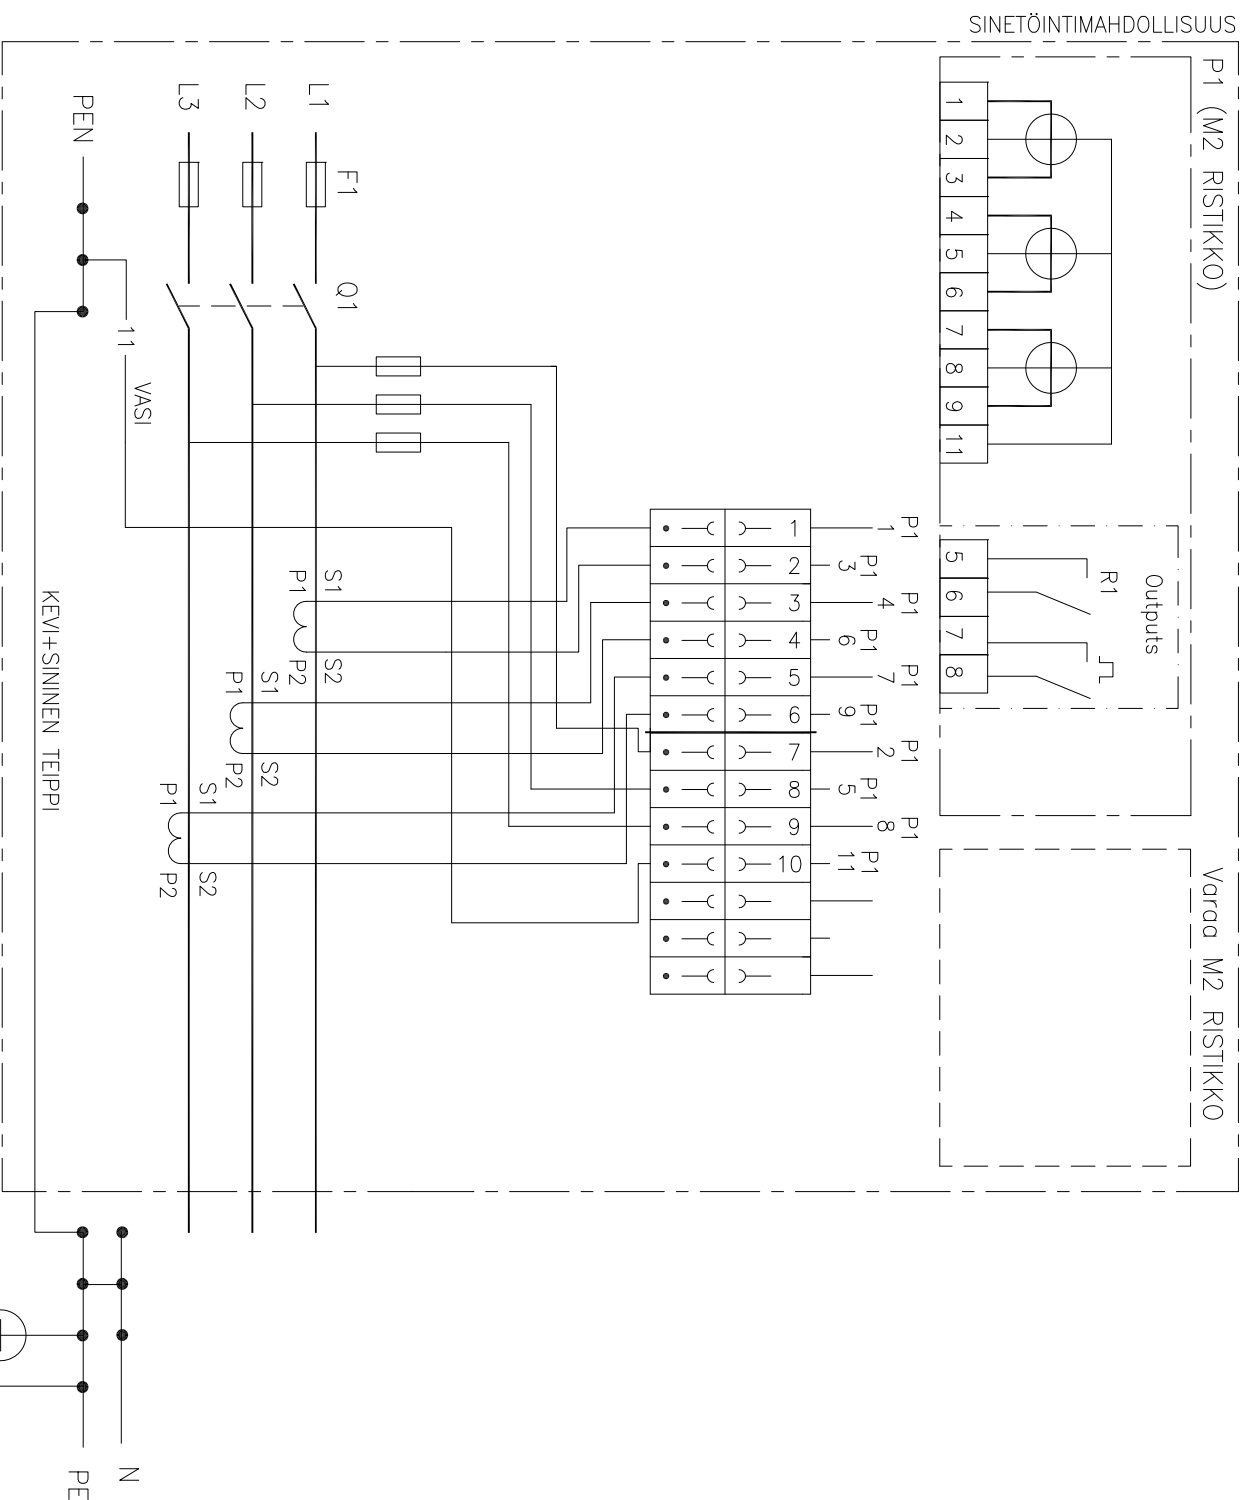 SINETÖINTIMAHDOLLISUUS
P1 (M2 RISTIKKO)
1 2 3 4 5 6 7 8 9 11
Outputs
R1
5 6 7 8
Varaa M2 RISTIKKO
P1 1
P1 3
P1 4
P1 6
P1 7
P1 9
P1 2
P1 5
P1 8
P1 11
1
2
3
4
5
6
7
8
9
10
F1
Q1
L1
L2
L3
PEN
11
VASI
S1 S2
P1 P2
S1 S2
P1 P2
S1 S2
P1 P2
KEVI+SININEN TEIPPI
N
PE